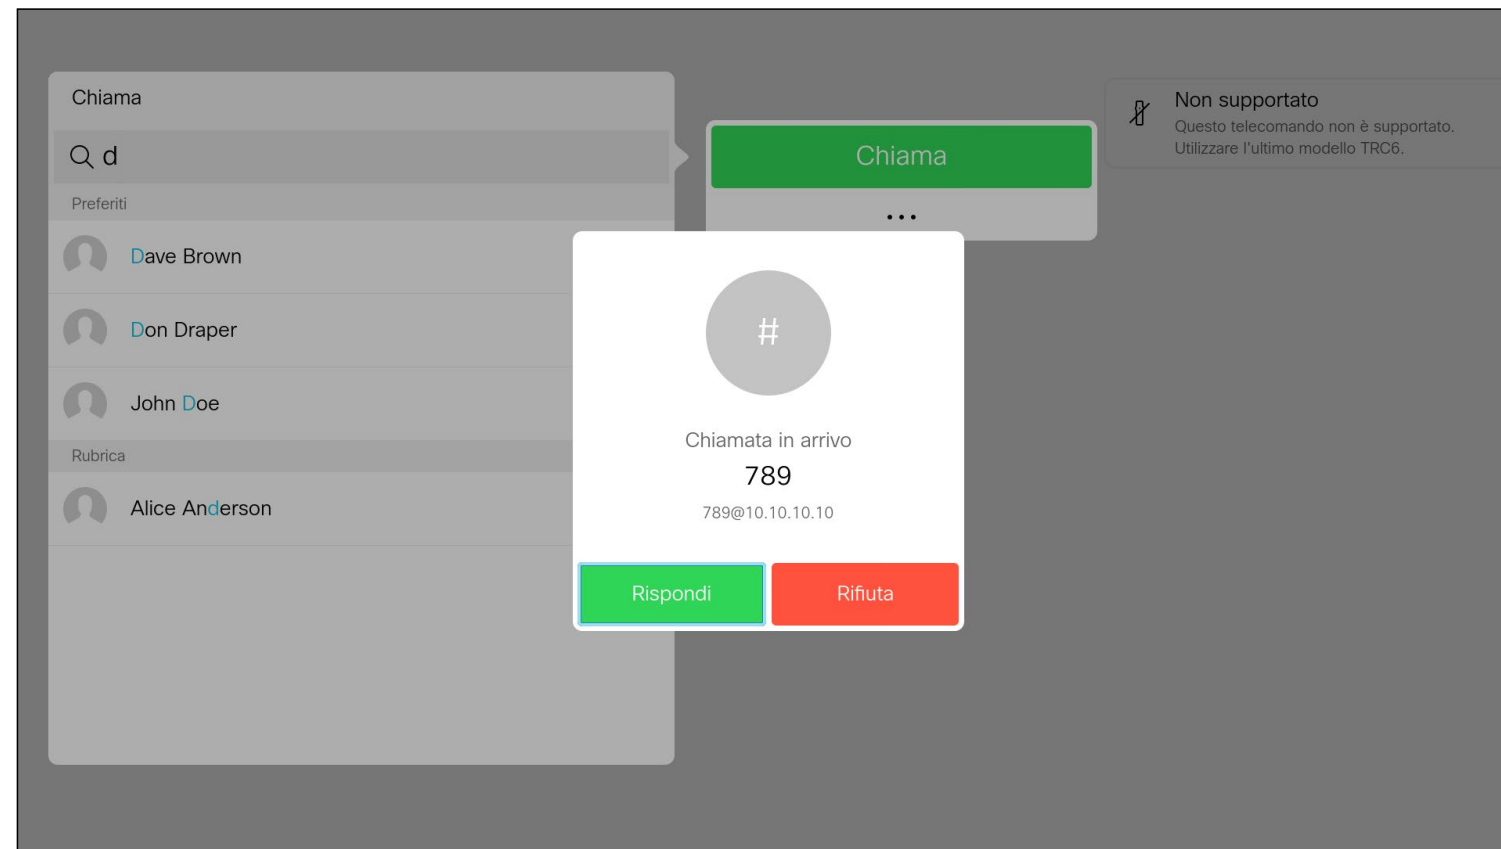 Chiama
d
Preferiti
Dave Brown
Don Draper
John Doe
Rubrica
Alice Anderson
Chiama
...
Non supportato
Questo telecomando non è supportato.
Utilizzare l'ultimo modello TRC6.
#
Chiamata in arrivo
789
789@10.10.10.10
Rispondi
Rifiuta